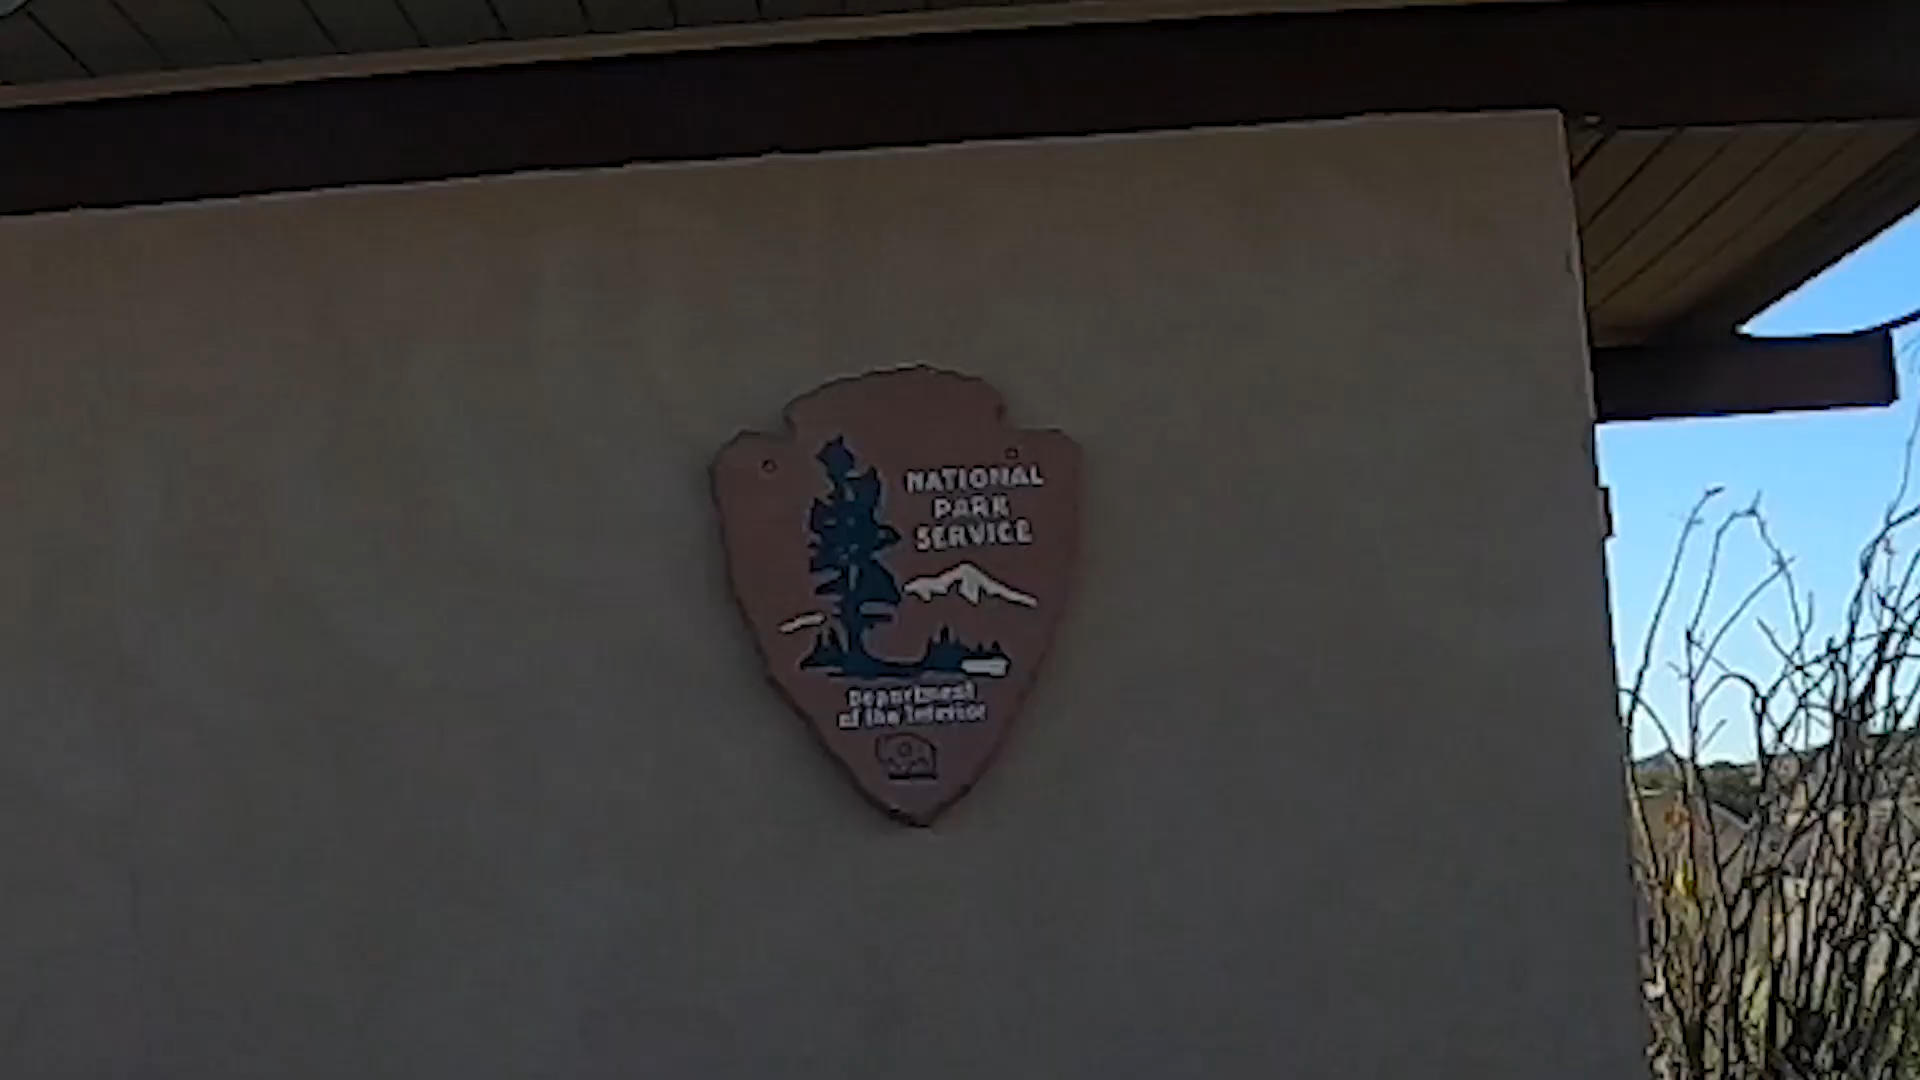 NATIONAL
PARK
SERVICE
Department
of the Interior